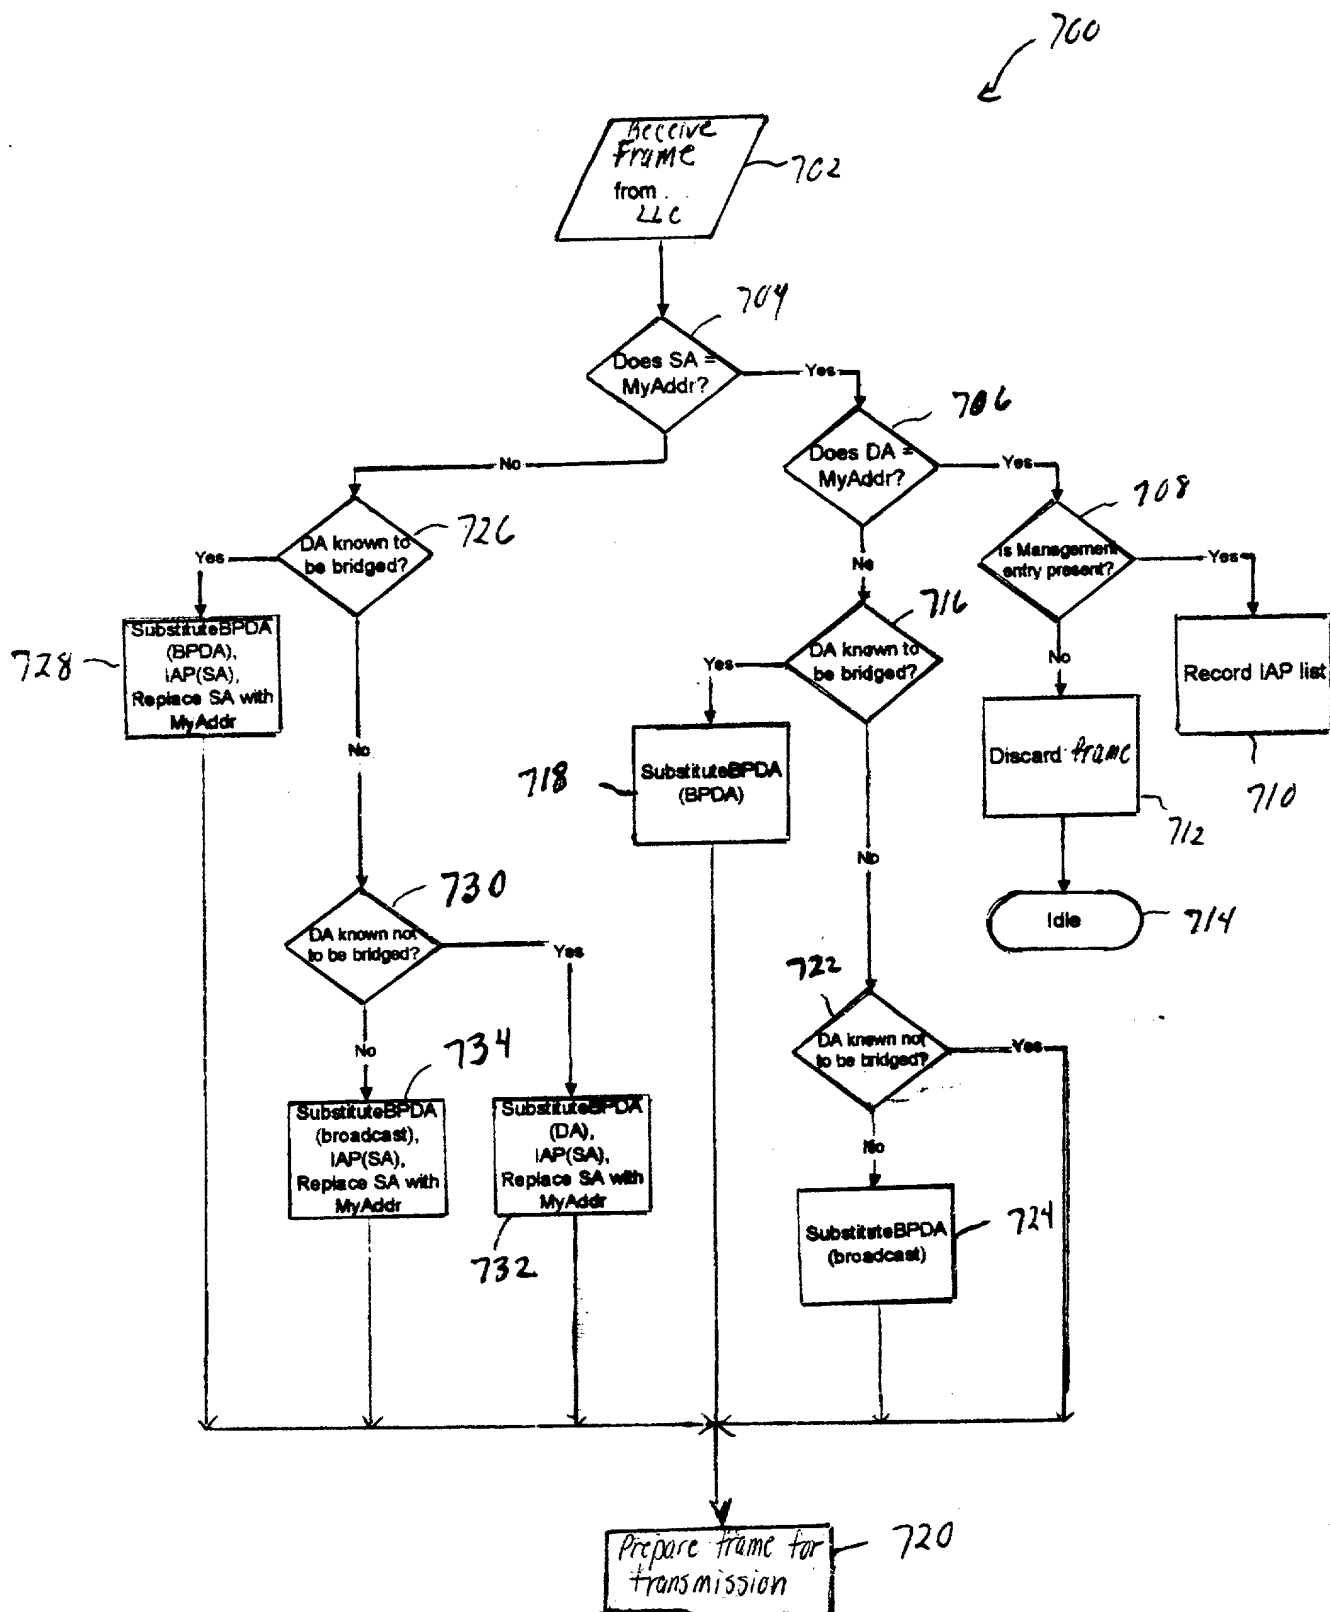 700
Receive
Frame
from
LLC
702
704
Does SA =
MyAddr?
Yes
706
No
Does DA =
MyAddr?
Yes
708
726
DA known to
be bridged?
Yes
No
Is Management
entry present?
Yes
716
728
SubstituteBPDA
(BPDA),
IAP(SA),
Replace SA with
MyAddr
Yes
DA known to
be bridged?
No
Record IAP list
No
718
SubstituteBPDA
(BPDA)
Discard frame
710
712
No
730
DA known not
to be bridged?
Yes
Idle
714
722
No
734
DA known not
to be bridged?
Yes
SubstituteBPDA
(broadcast),
IAP(SA),
Replace SA with
MyAddr
SubstituteBPDA
(DA),
IAP(SA),
Replace SA with
MyAddr
No
732
SubstituteBPDA
(broadcast)
724
Prepare frame for
transmission
720